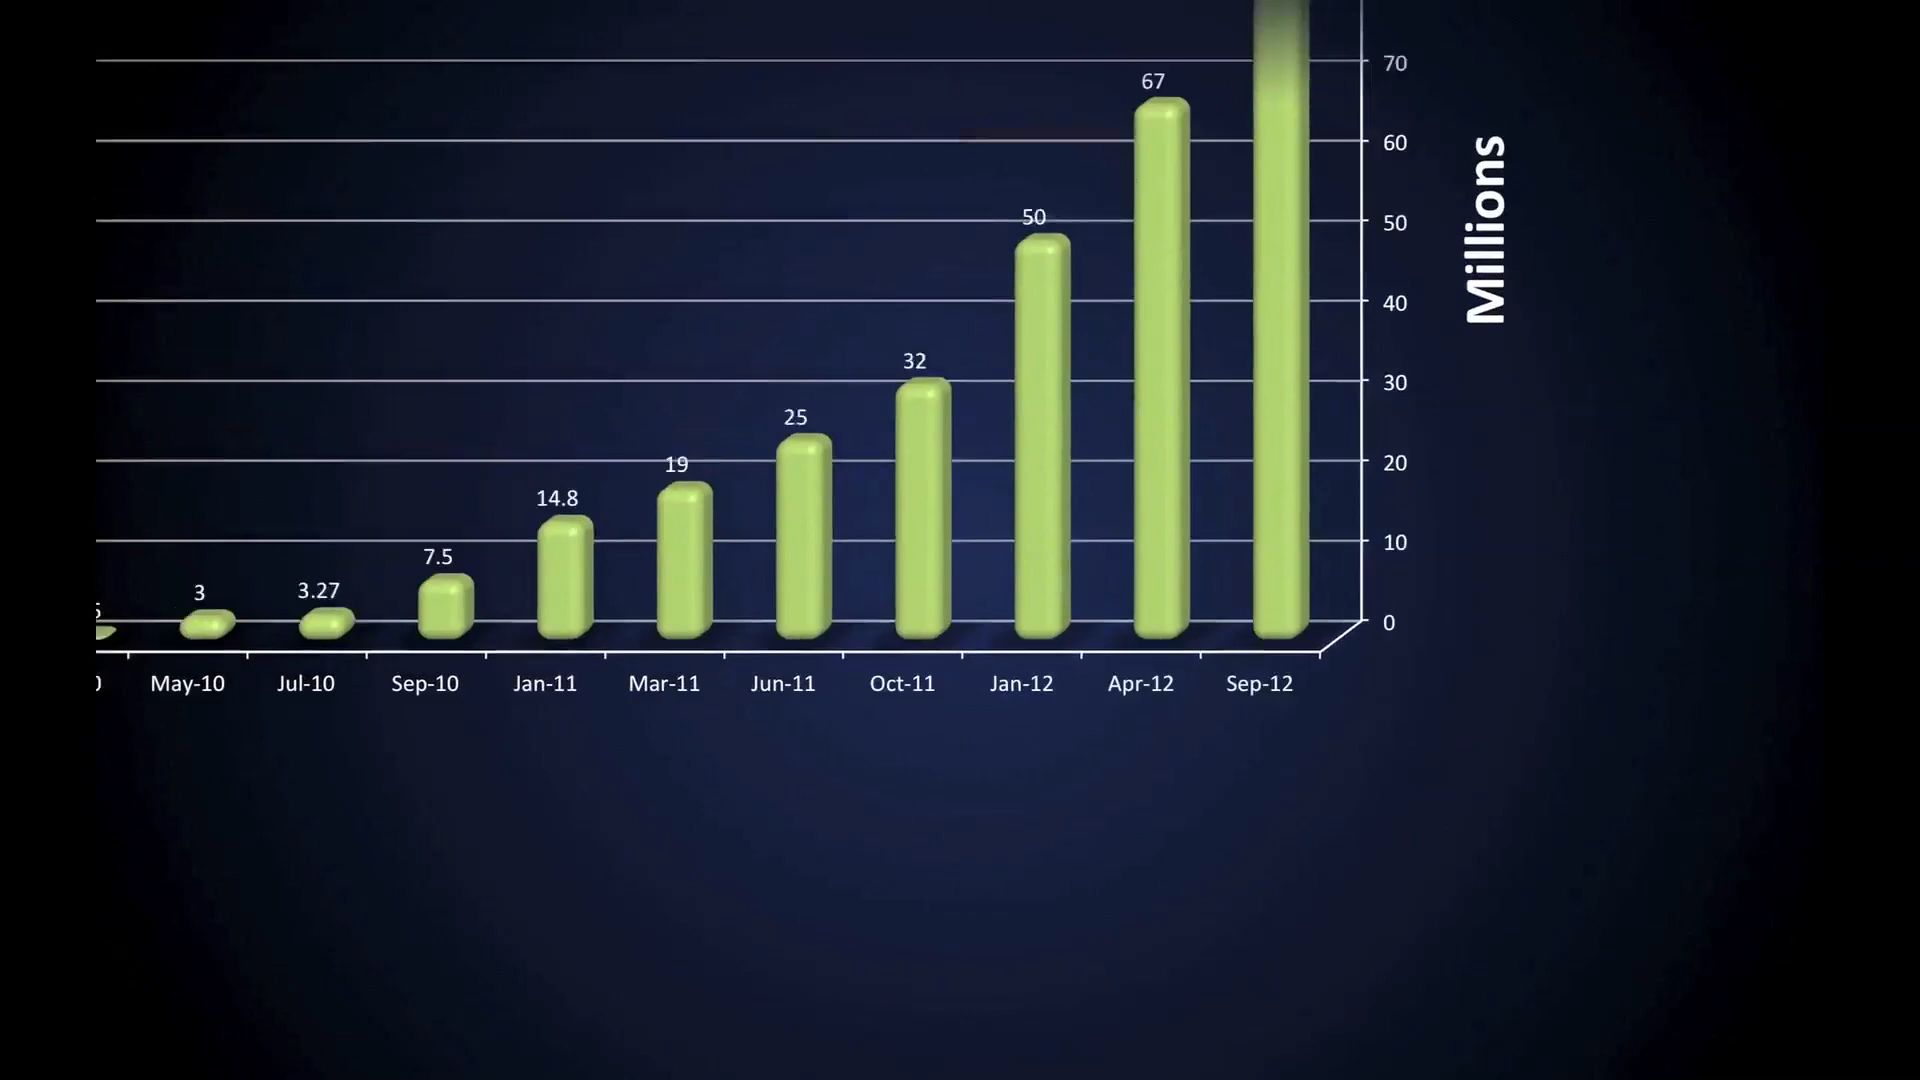 70
67
60
Millions
50
50
40
32
30
25
20
19
14.8
10
7.5
3
3.27
0
May-10
Jul-10
Sep-10
Jan-11
Mar-11
Jun-11
Oct-11
Jan-12
Apr-12
Sep-12